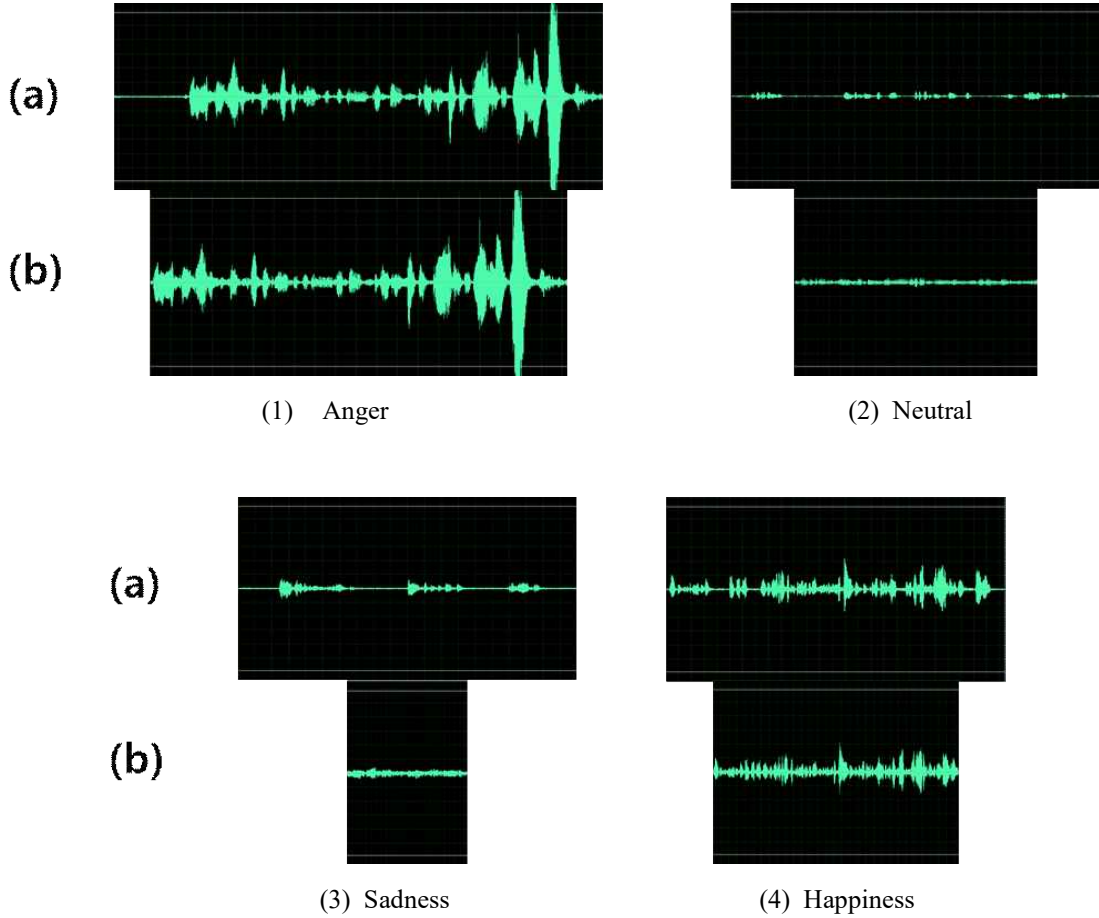 (a)
(b)
(1) Anger
(2) Neutral
(a)
(b)
(3) Sadness
(4) Happiness